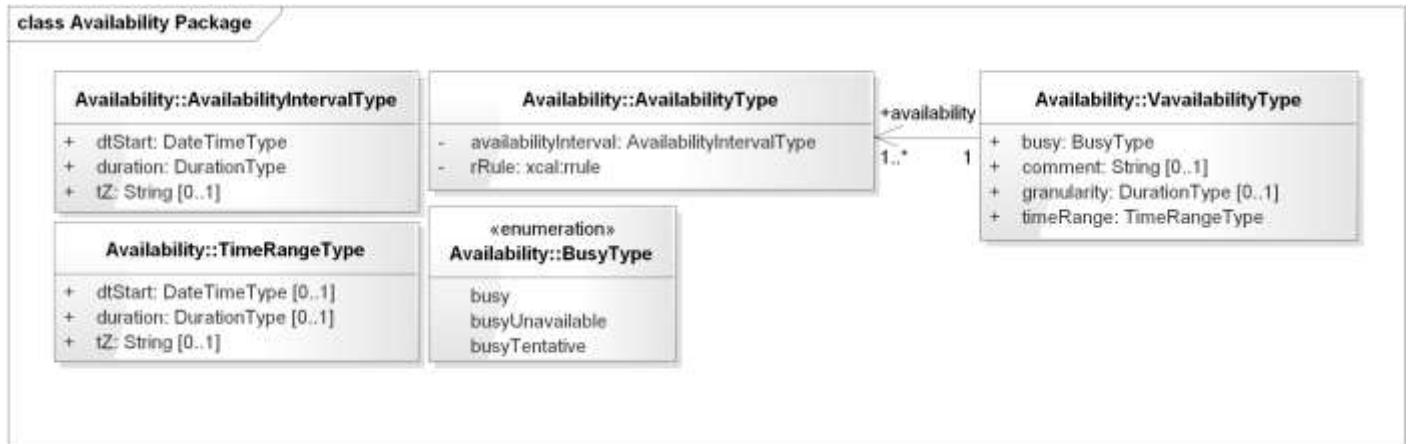 class Availability Package
Availability::AvailabilityIntervalType
+ dtStart: DateTimeType
+ duration: DurationType
+ tZ: String [0..1]
Availability::AvailabilityType
- availabilityInterval: AvailabilityIntervalType
- rRule: xcal:rrule
+availability
1..*
1
Availability::VavailabilityType
+ busy: BusyType
+ comment: String [0..1]
+ granularity: DurationType [0..1]
+ timeRange: TimeRangeType
Availability::TimeRangeType
+ dtStart: DateTimeType [0..1]
+ duration: DurationType [0..1]
+ tZ: String [0..1]
«enumeration»
Availability::BusyType
busy
busyUnavailable
busyTentative